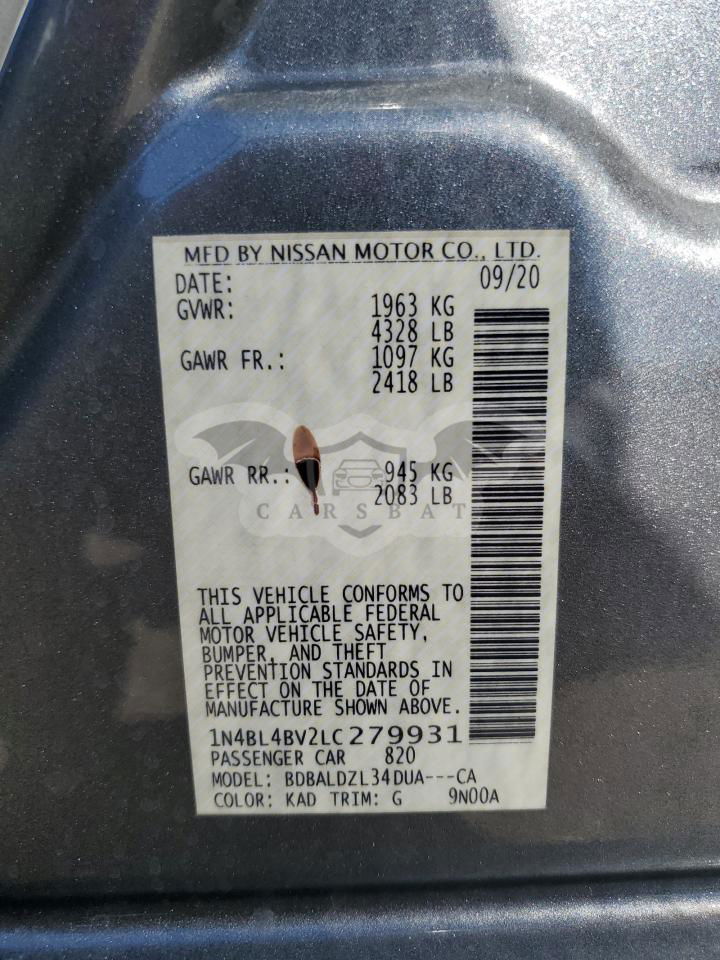 MFD BY NISSAN MOTOR CO., LTD.
DATE: 09/20
GVWR: 1963 KG
4328 LB
GAWR FR.: 1097 KG
2418 LB
GAWR RR.: 945 KG
2083 LB
CARSBAT
THIS VEHICLE CONFORMS TO
ALL APPLICABLE FEDERAL
MOTOR VEHICLE SAFETY,
BUMPER, AND THEFT
PREVENTION STANDARDS IN
EFFECT ON THE DATE OF
MANUFACTURE SHOWN ABOVE.
1N4BL4BV2LC279931
PASSENGER CAR 820
MODEL: BDBALDZL34DUA---CA
COLOR: KAD TRIM: G 9N00A